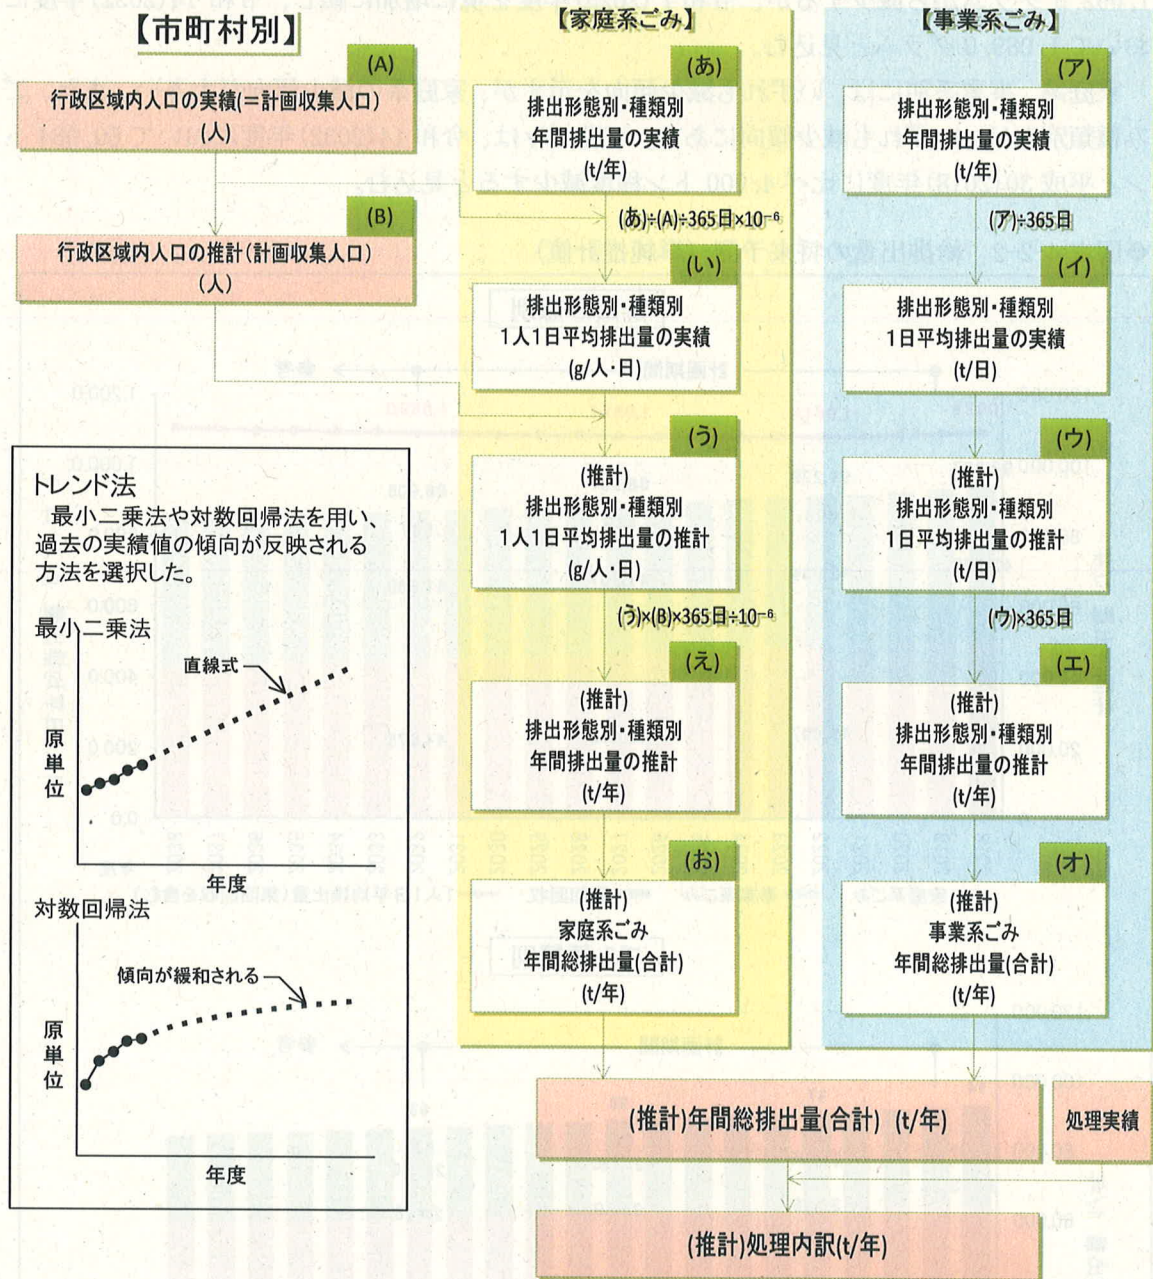 【市町村別】
(A)
行政区域内人口の実績(=計画収集人口)
(人)
(B)
行政区域内人口の推計(計画収集人口)
(人)
【家庭系ごみ】
(あ)
排出形態別・種類別
年間排出量の実績
(t/年)
(あ)÷(A)÷365日×10⁻⁶
(い)
排出形態別・種類別
1人1日平均排出量の実績
(g/人・日)
(う)
(推計)
排出形態別・種類別
1人1日平均排出量の推計
(g/人・日)
(う)×(B)×365日÷10⁻⁶
(え)
(推計)
排出形態別・種類別
年間排出量の推計
(t/年)
(お)
(推計)
家庭系ごみ
年間総排出量(合計)
(t/年)
【事業系ごみ】
(ア)
排出形態別・種類別
年間排出量の実績
(t/年)
(ア)÷365日
(イ)
排出形態別・種類別
1日平均排出量の実績
(t/日)
(ウ)
(推計)
排出形態別・種類別
1日平均排出量の推計
(t/日)
(ウ)×365日
(エ)
(推計)
排出形態別・種類別
年間排出量の推計
(t/年)
(オ)
(推計)
事業系ごみ
年間総排出量(合計)
(t/年)
トレンド法
最小二乗法や対数回帰法を用い、
過去の実績値の傾向が反映される
方法を選択した。
最小二乗法
直線式
原単位
年度
対数回帰法
傾向が緩和される
原単位
年度
(推計)年間総排出量(合計) (t/年)
処理実績
(推計)処理内訳(t/年)